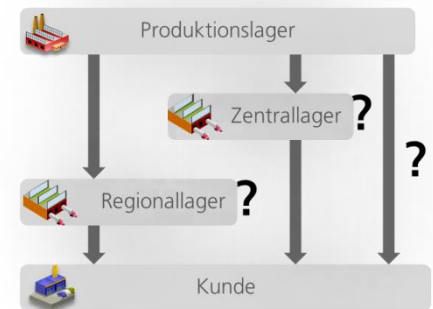 Produktionslager
Zentrallager ?
?
Regionallager ?
Kunde